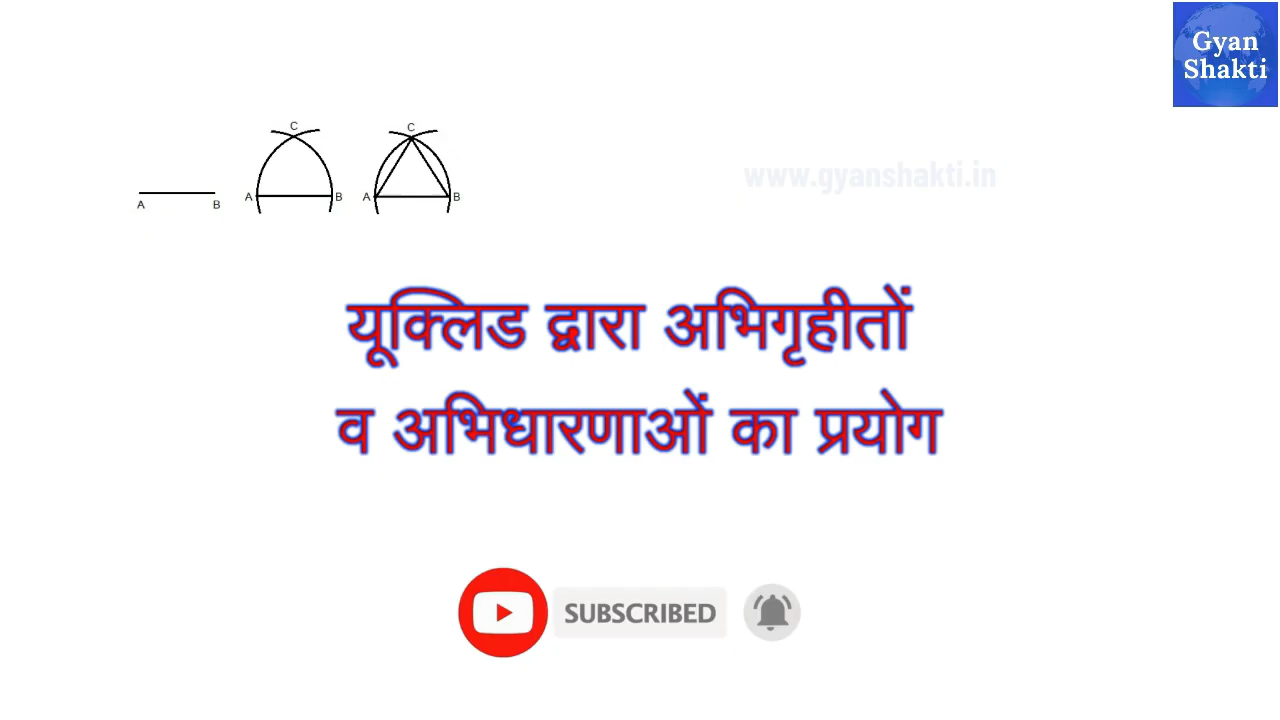 Gyan
Shakti
C
C
A B
A B
A B
www.gyanshakti.in
यूक्लिड द्वारा अभिगृहीतों
व अभिधारणाओं का प्रयोग
SUBSCRIBED